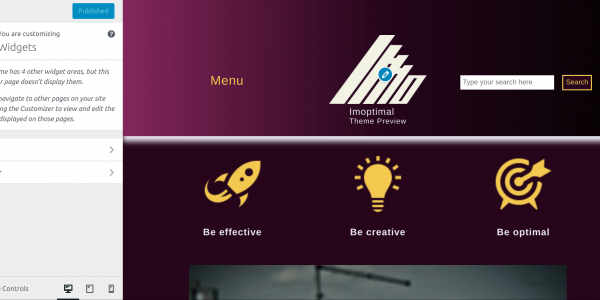 Published
You are customizing
Widgets
me has 4 other widget areas, but this
r page doesn't display them.
navigate to other pages on your site
ng the Customizer to view and edit the
displayed on those pages.
Controls
Menu
Imoptimal
Theme Preview
Type your search here
Search
Be effective
Be creative
Be optimal